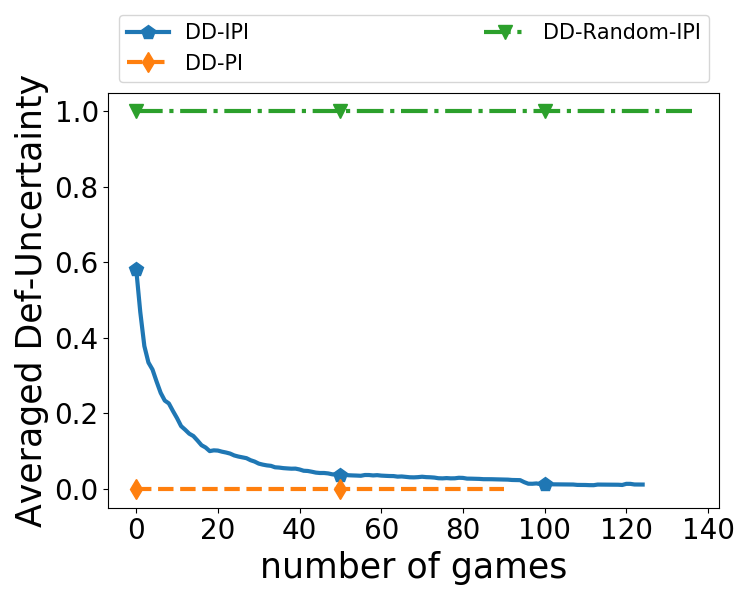 DD-IPI
DD-PI
DD-Random-IPI
Averaged Def-Uncertainty
1.0
0.8
0.6
0.4
0.2
0.0
0 20 40 60 80 100 120 140
number of games